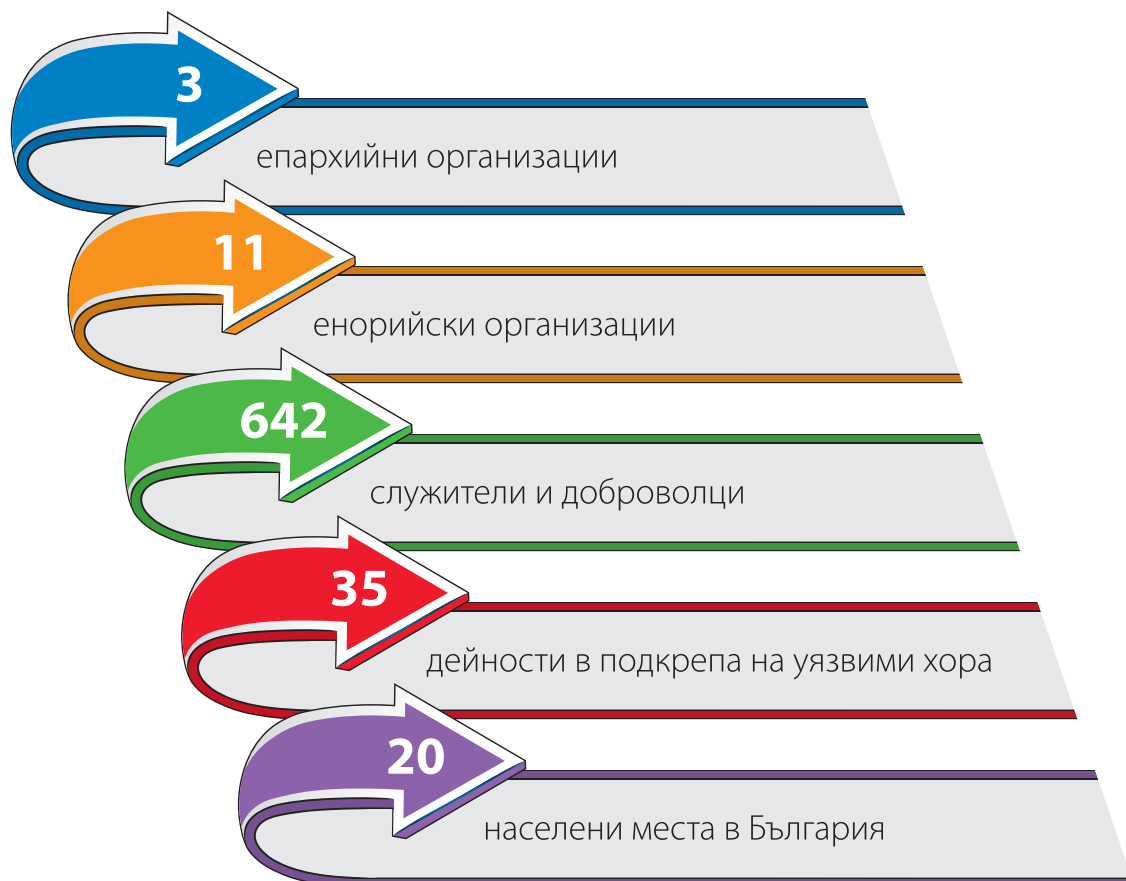 3
епархийни организации
11
енорийски организации
642
служители и доброволци
35
дейности в подкрепа на уязвими хора
20
населени места в България